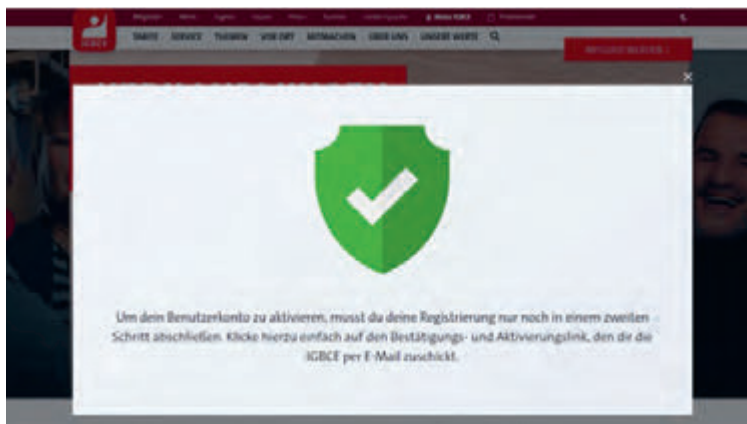 IGBCE
TARIFE SERVICE THEMEN VOR ORT MITMACHEN ÜBER UNS UNSERE WERTE
Um dein Benutzerkonto zu aktivieren, musst du deine Registrierung nur noch in einem zweiten
Schritt abschließen. Klicke hierzu einfach auf den Bestätigungs- und Aktivierungslink, den dir die
IGBCE per E-Mail zuschickt.